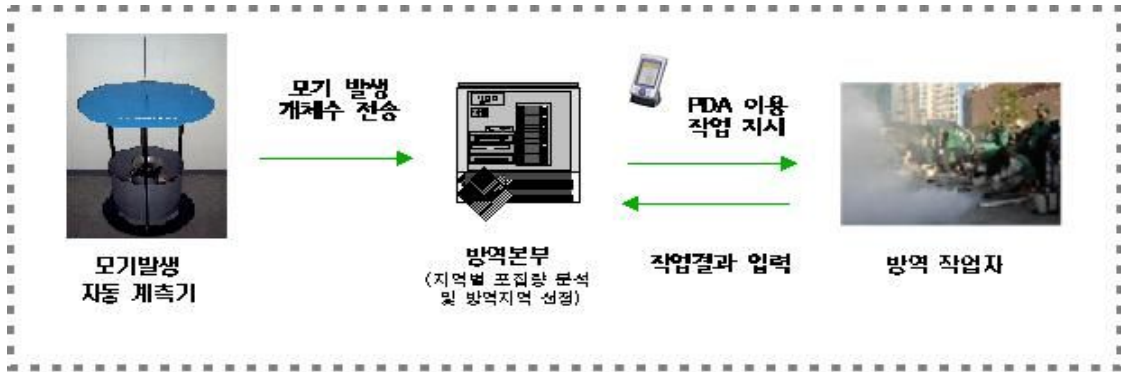 모기 발생
개체수 전송
PDA 이용
작업 지시
모기발생
자동 계측기
방역본부
(지역별 포집량 분석
및 방역지역 선정)
작업결과 입력
방역 작업자